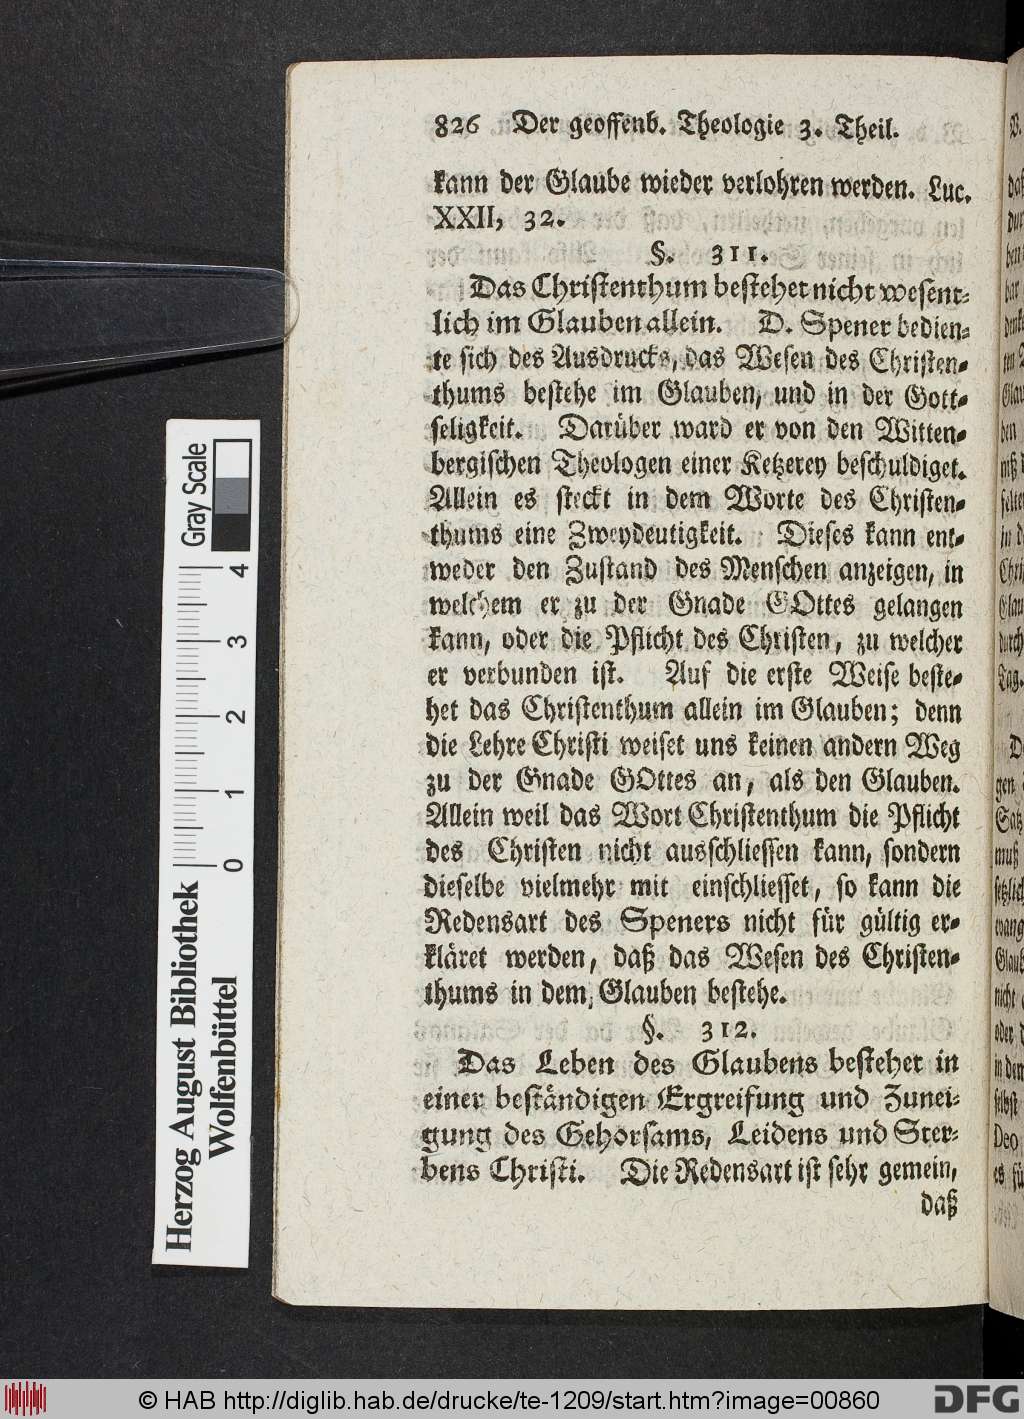 826 Der geoffenb. Theologie 3. Theil.
kann der Glaube wieder verlohren werden. Luc.
XXII, 32.
§. 311.
Das Christenthum bestehet nicht wesent-
lich im Glauben allein. D. Spener bedien-
te sich des Ausdrucks, das Wesen des Christen-
thums bestehe im Glauben, und in der Gott-
seligkeit. Darüber ward er von den Witten-
bergischen Theologen einer Ketzerey beschuldiget.
Allein es steckt in dem Worte des Christen-
thums eine Zweydeutigkeit. Dieses kann ent-
weder den Zustand des Menschen anzeigen, in
welchem er zu der Gnade GOttes gelangen
kann, oder die Pflicht des Christen, zu welcher
er verbunden ist. Auf die erste Weise beste-
het das Christenthum allein im Glauben; denn
die Lehre Christi weiset uns keinen andern Weg
zu der Gnade GOttes an, als den Glauben.
Allein weil das Wort Christenthum die Pflicht
des Christen nicht ausschliessen kann, sondern
dieselbe vielmehr mit einschliesset, so kann die
Redensart des Speners nicht für gültig er-
kläret werden, daß das Wesen des Christen-
thums in dem Glauben bestehe.
§. 312.
Das Leben des Glaubens bestehet in
einer beständigen Ergreifung und Zunei-
gung des Gehorsams, Leidens und Ster-
bens Christi. Die Redensart ist sehr gemein,
daß
Herzog August Bibliothek
Wolfenbüttel
0 1 2 3 4
Gray Scale
© HAB http://diglib.hab.de/drucke/te-1209/start.htm?image=00860
DFG